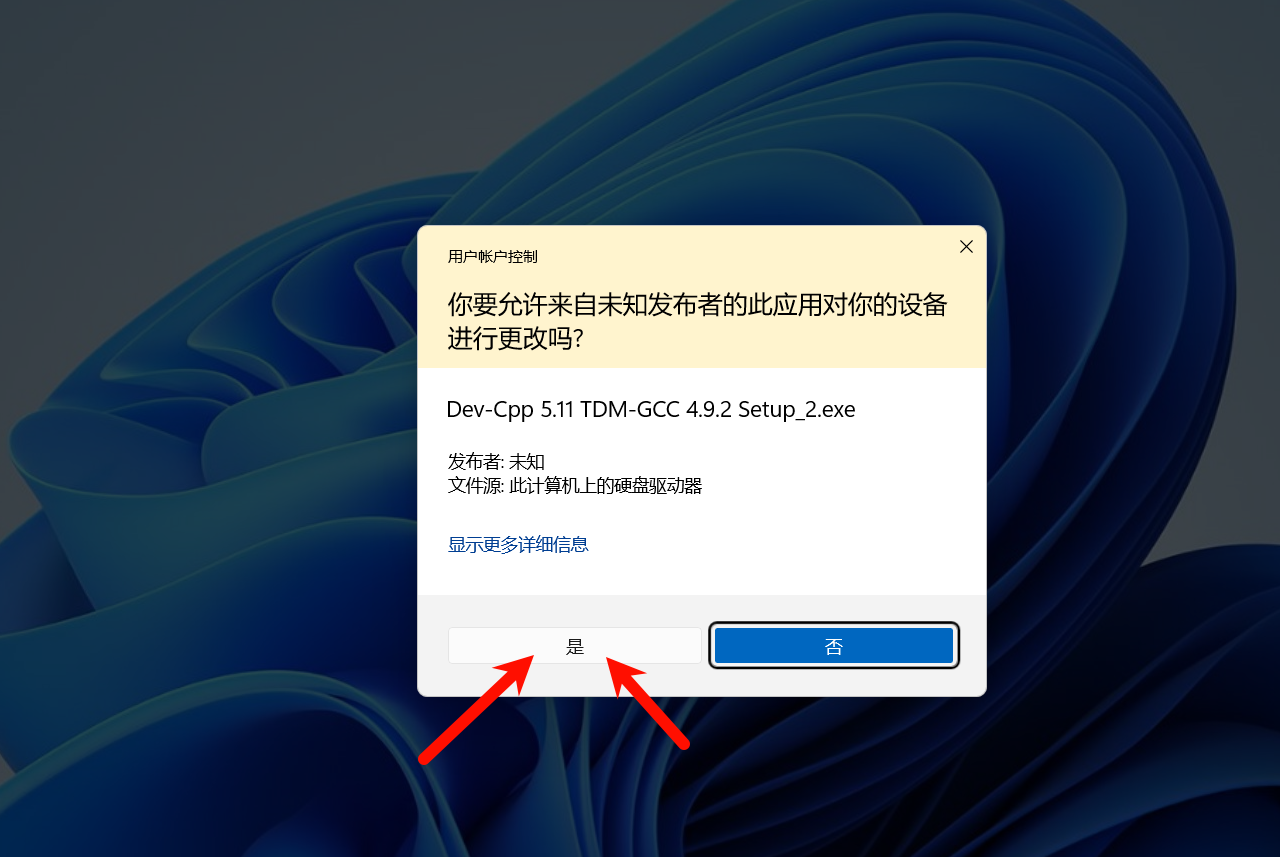 用户帐户控制
你要允许来自未知发布者的此应用对你的设备
进行更改吗?
Dev-Cpp 5.11 TDM-GCC 4.9.2 Setup_2.exe
发布者: 未知
文件源: 此计算机上的硬盘驱动器
显示更多详细信息
是
否